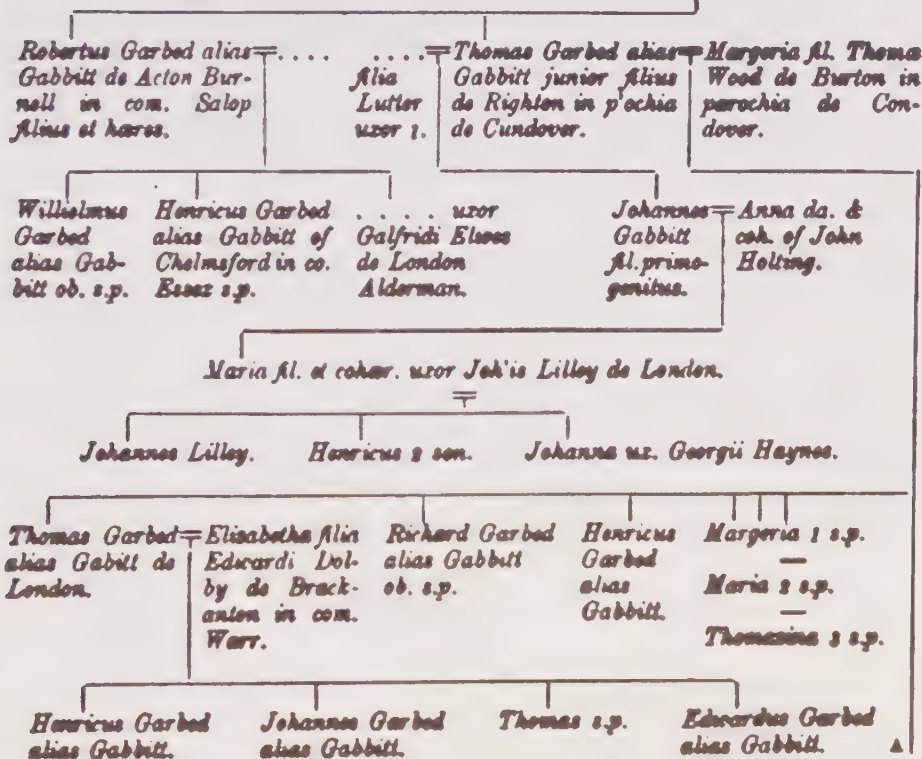 Robertus Garbed alias
Gabbitt de Acton Bur-
nell in com. Salop
filius et hæres.
. . . .
. . . .
filia
Lutter
uxor 1.
Thomas Garbed alias
Gabbitt junior filius
de Righton in p'ochia
de Cundover.
Margeria fil. Thomæ
Wood de Burton in
parochia de Con-
dover.
Willielmus
Garbed
alias Gab-
bitt ob. s.p.
Henricus Garbed
alias Gabbitt of
Chelmsford in co.
Essex s.p.
. . . . uxor
Galfridi Elwes
de London
Alderman.
Johannes
Gabbitt
fil. primo-
genitus.
Anna da. &
coh. of John
Holting.
Maria fil. et cohær. uxor Joh'is Lilley de London.
Johannes Lilley.
Henricus 2 son.
Johanna ux. Georgii Haynes.
Thomas Garbed
alias Gabitt de
London.
Elisabetha filia
Edwardi Dol-
by de Brack-
anton in com.
Warr.
Richard Garbed
alias Gabbitt
ob. s.p.
Henricus
Garbed
alias
Gabbitt.
Margeria 1 s.p.
Maria 2 s.p.
Thomasina 3 s.p.
Henricus Garbed
alias Gabbitt.
Johannes Garbed
alias Gabbitt.
Thomas s.p.
Edwardus Garbed
alias Gabbitt.
A